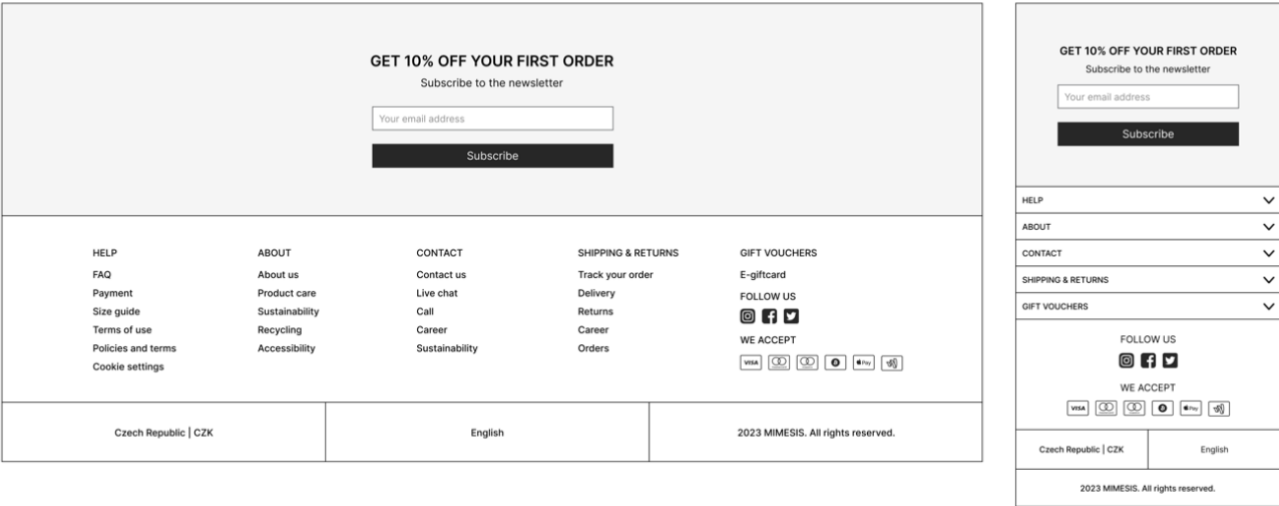 GET 10% OFF YOUR FIRST ORDER
Subscribe to the newsletter
Your email address
Subscribe
HELP
FAQ
Payment
Size guide
Terms of use
Policies and terms
Cookie settings
ABOUT
About us
Product care
Sustainability
Recycling
Accessibility
CONTACT
Contact us
Live chat
Call
Career
Sustainability
SHIPPING & RETURNS
Track your order
Delivery
Returns
Career
Orders
GIFT VOUCHERS
E-giftcard
FOLLOW US
WE ACCEPT
VISA
Pay
Czech Republic | CZK
English
2023 MIMESIS. All rights reserved.
GET 10% OFF YOUR FIRST ORDER
Subscribe to the newsletter
Your email address
Subscribe
HELP
ABOUT
CONTACT
SHIPPING & RETURNS
GIFT VOUCHERS
FOLLOW US
WE ACCEPT
VISA
Pay
Czech Republic | CZK
English
2023 MIMESIS. All rights reserved.